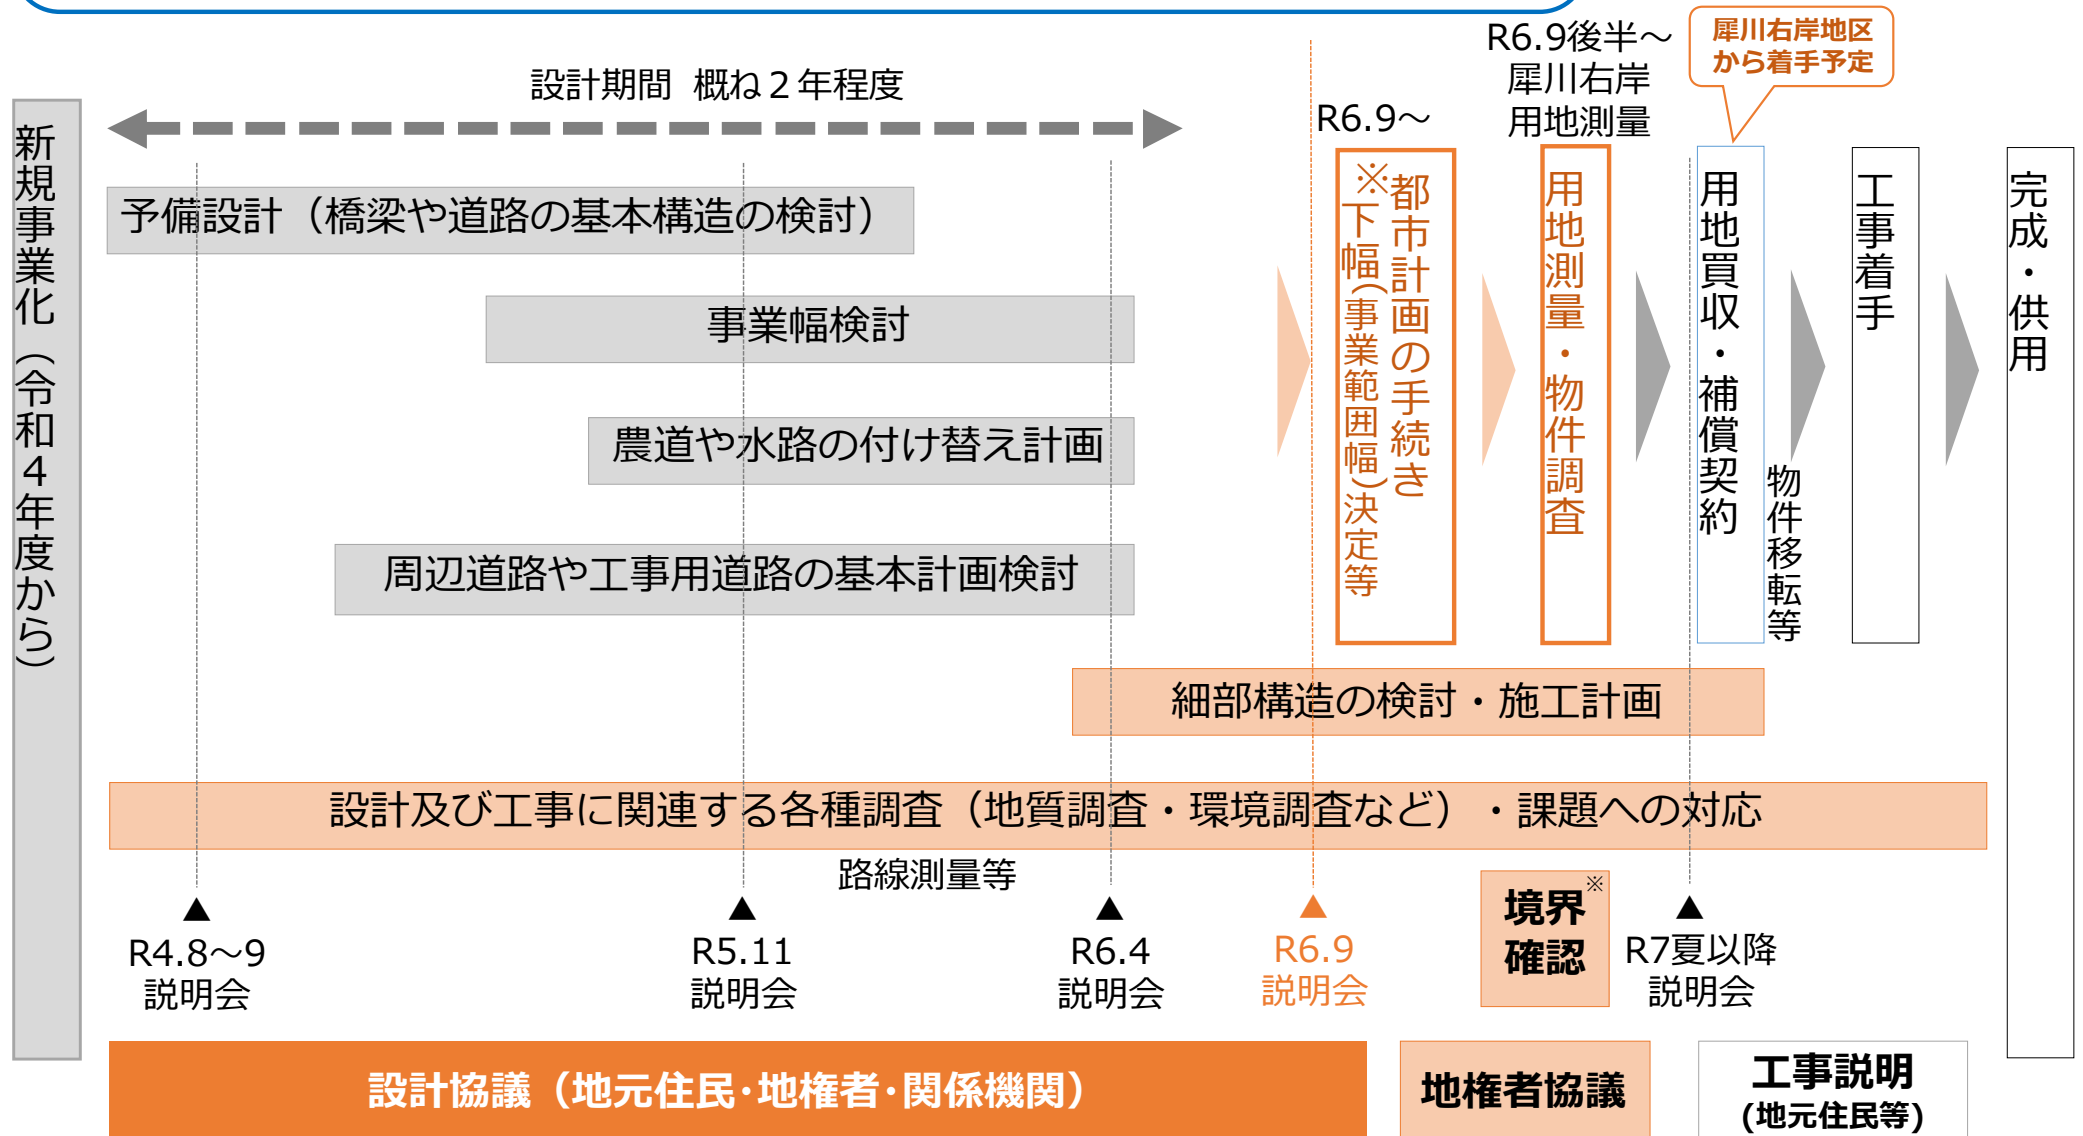 新規事業化（令和４年度から）
設計期間 概ね２年程度
予備設計（橋梁や道路の基本構造の検討）
事業幅検討
農道や水路の付け替え計画
周辺道路や工事用道路の基本計画検討
R6.9～
都市計画の手続き
※下幅(事業範囲幅)決定等
R6.9後半～
犀川右岸
用地測量
用地測量・物件調査
犀川右岸地区
から着手予定
用地買収・補償契約
物件移転等
工事着手
完成・供用
細部構造の検討・施工計画
設計及び工事に関連する各種調査（地質調査・環境調査など）・課題への対応
路線測量等
▲
R4.8～9
説明会
▲
R5.11
説明会
▲
R6.4
説明会
▲
R6.9
説明会
境界※
確認
▲
R7夏以降
説明会
設計協議（地元住民･地権者･関係機関）
地権者協議
工事説明
(地元住民等)